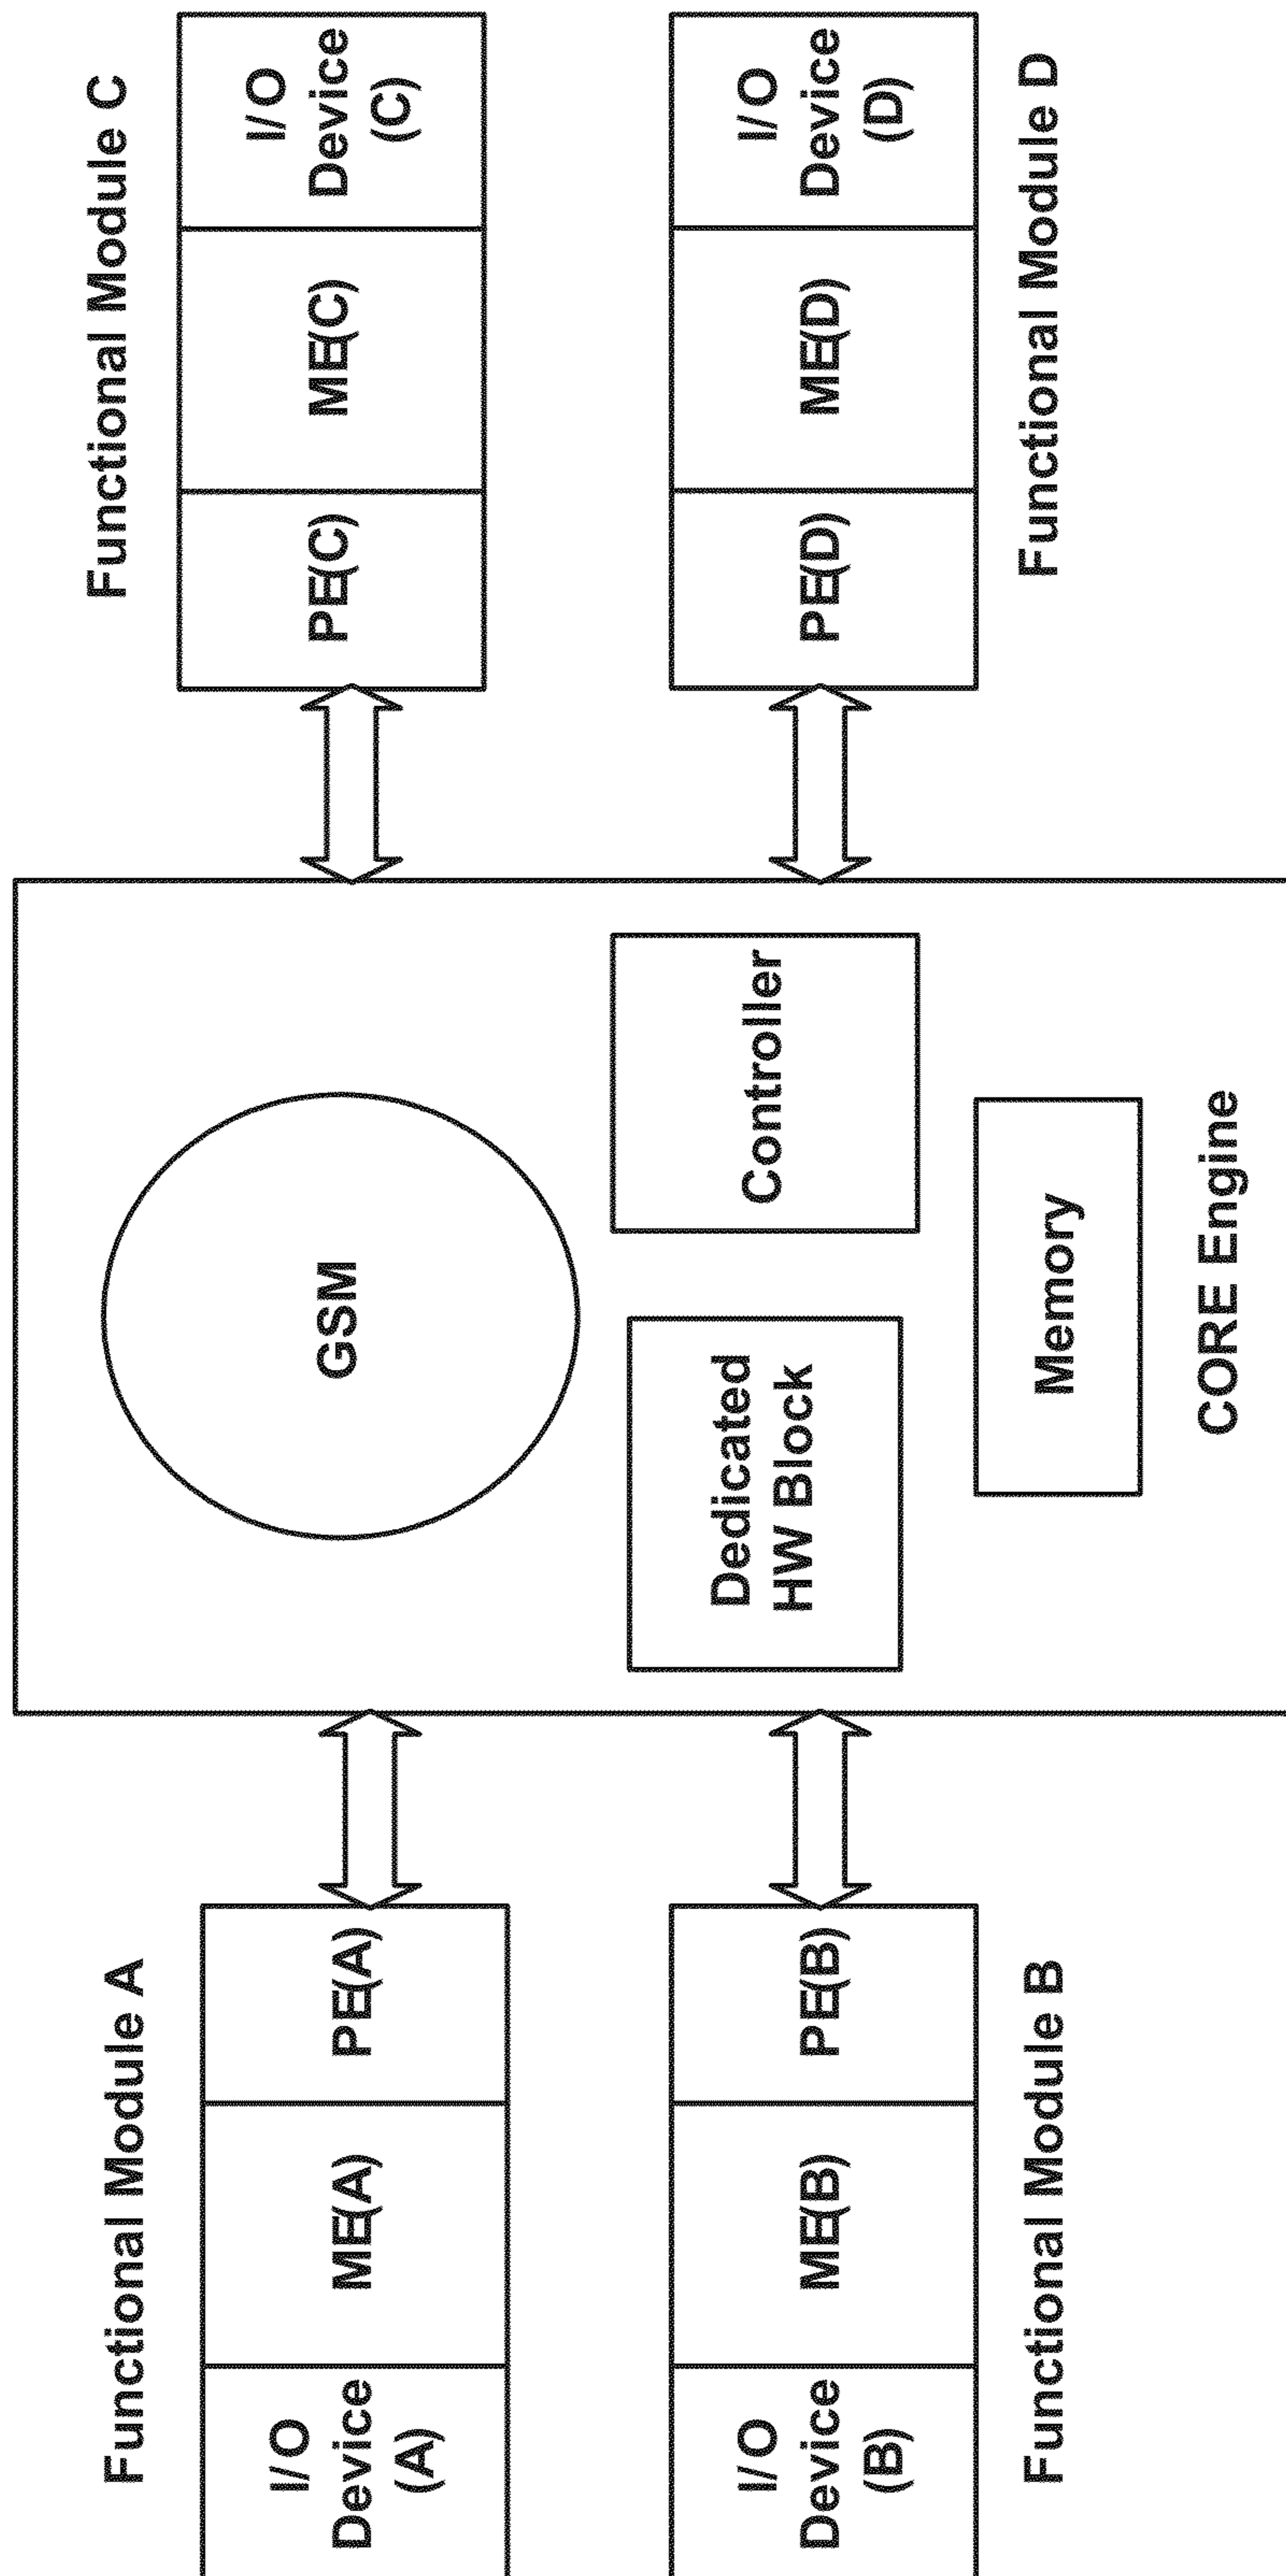 Functional Module A
I/O
Device
(A)
ME(A)
PE(A)
Functional Module B
I/O
Device
(B)
ME(B)
PE(B)
GSM
Dedicated
HW Block
Controller
Memory
CORE Engine
Functional Module C
PE(C)
ME(C)
I/O
Device
(C)
Functional Module D
PE(D)
ME(D)
I/O
Device
(D)